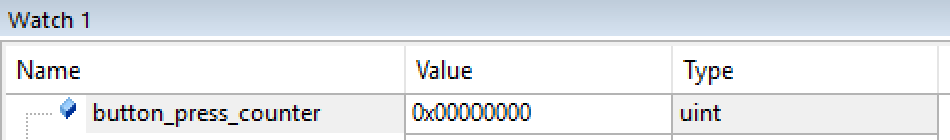 Watch 1
Name Value Type
button_press_counter 0x00000000 uint